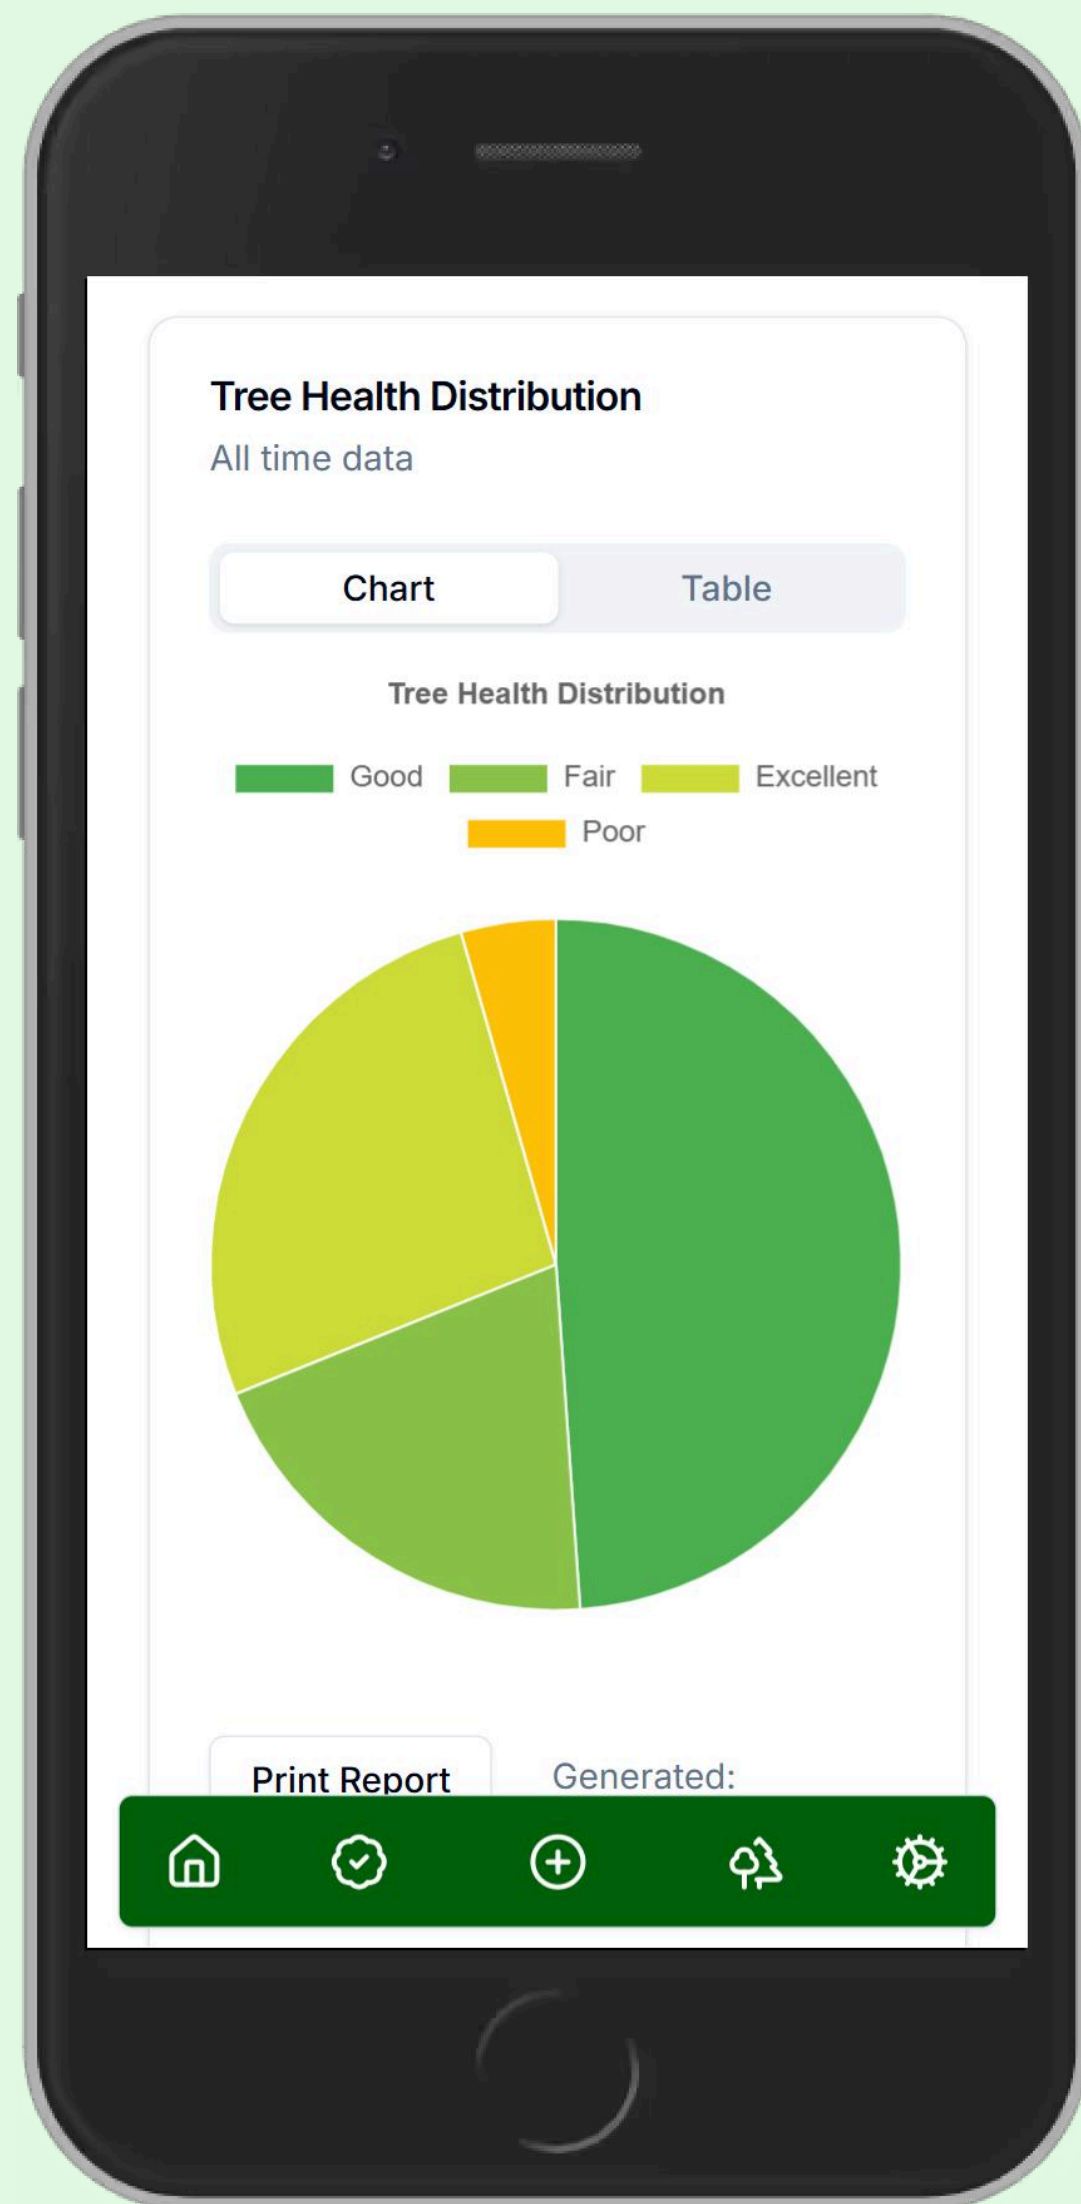 Tree Health Distribution
All time data
Chart Table
Tree Health Distribution
Good Fair Excellent
Poor
Print Report Generated: